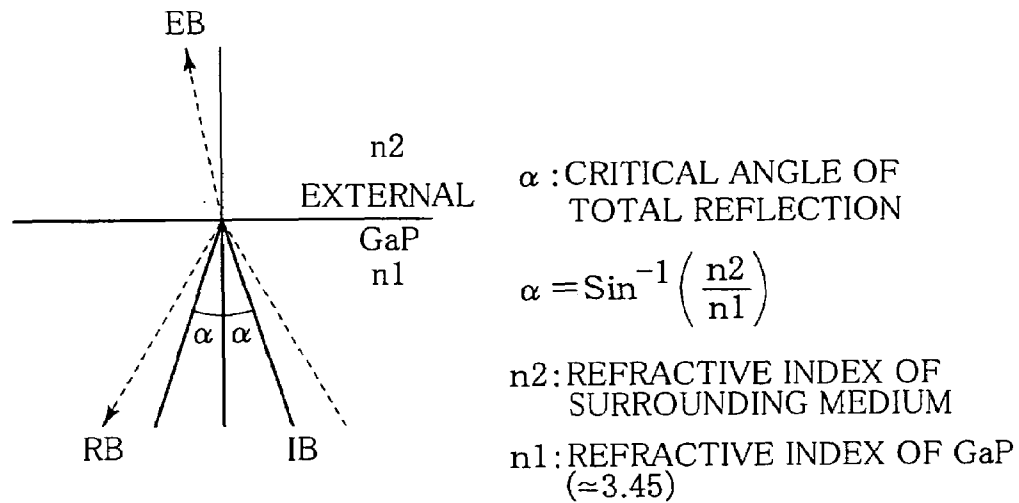 EB
n2
EXTERNAL
GaP
n1
α α
RB
IB
α : CRITICAL ANGLE OF
TOTAL REFLECTION
α = Sin⁻¹ ( n2 / n1 )
n2: REFRACTIVE INDEX OF
SURROUNDING MEDIUM
n1: REFRACTIVE INDEX OF GaP
(≃3.45)